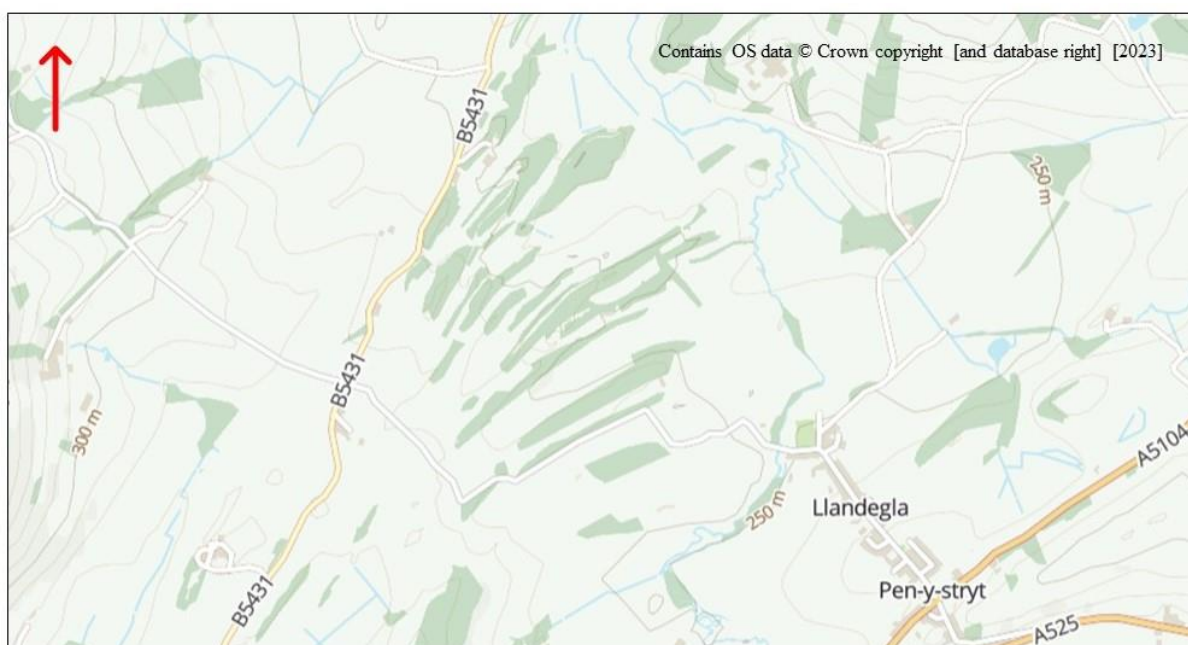 Contains OS data © Crown copyright [and database right] [2023]
B5431
250 m
B5431
300 m
A5104
250 m
Llandegla
Pen-y-stryt
B5431
A525